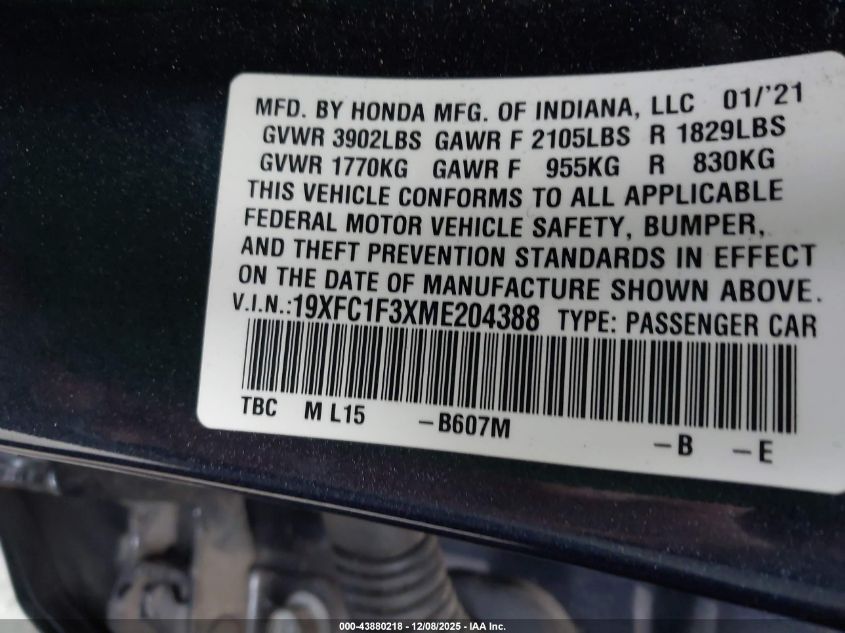 MFD. BY HONDA MFG. OF INDIANA, LLC 01/'21
GVWR 3902LBS GAWR F 2105LBS R 1829LBS
GVWR 1770KG GAWR F 955KG R 830KG
THIS VEHICLE CONFORMS TO ALL APPLICABLE
FEDERAL MOTOR VEHICLE SAFETY, BUMPER,
AND THEFT PREVENTION STANDARDS IN EFFECT
ON THE DATE OF MANUFACTURE SHOWN ABOVE.
V.I.N.:19XFC1F3XME204388 TYPE: PASSENGER CAR
TBC M L15 -B607M -B -E
000-43880218 - 12/08/2025 - IAA Inc.